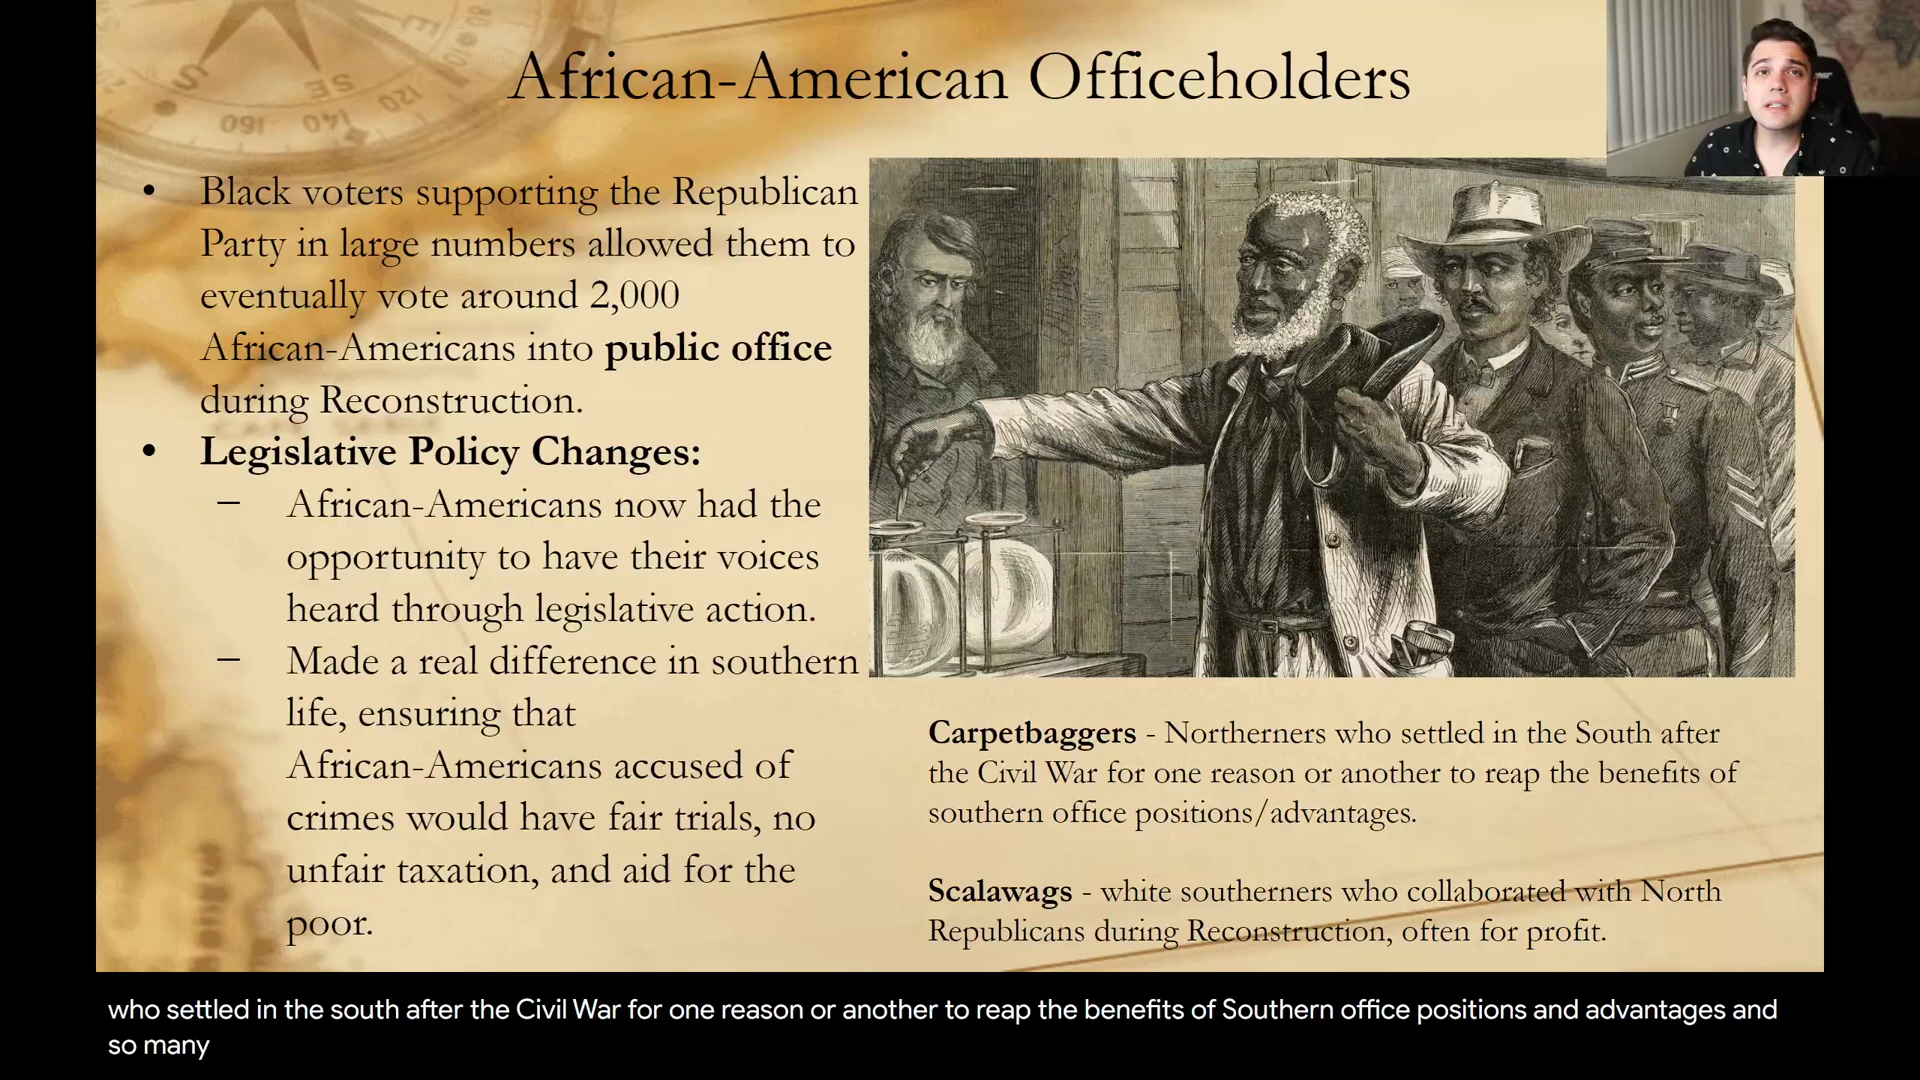 African-American Officeholders
• Black voters supporting the Republican
Party in large numbers allowed them to
eventually vote around 2,000
African-Americans into public office
during Reconstruction.
• Legislative Policy Changes:
– African-Americans now had the
opportunity to have their voices
heard through legislative action.
– Made a real difference in southern
life, ensuring that
African-Americans accused of
crimes would have fair trials, no
unfair taxation, and aid for the
poor.
Carpetbaggers - Northerners who settled in the South after
the Civil War for one reason or another to reap the benefits of
southern office positions/advantages.
Scalawags - white southerners who collaborated with North
Republicans during Reconstruction, often for profit.
who settled in the south after the Civil War for one reason or another to reap the benefits of Southern office positions and advantages and
so many
S
SE
E
160
140
120